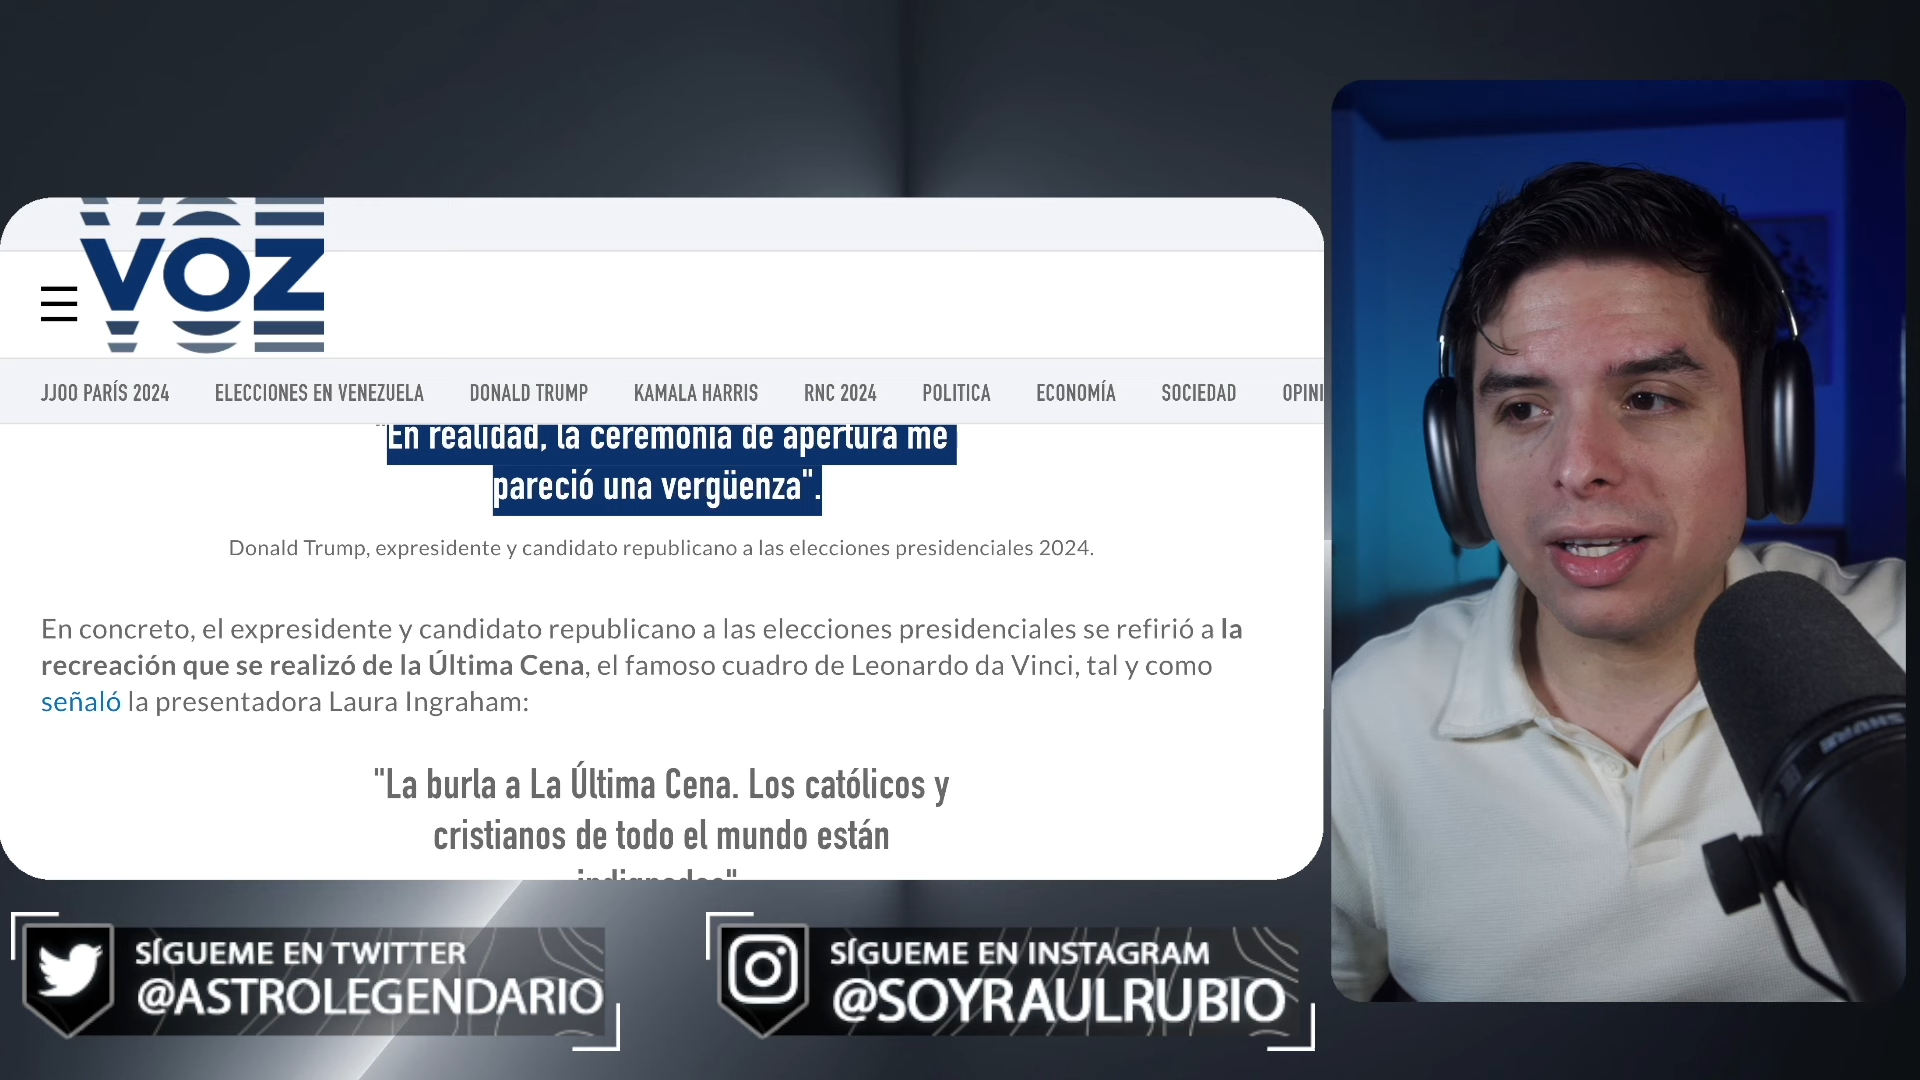 VOZ
JJOO PARÍS 2024 ELECCIONES EN VENEZUELA DONALD TRUMP KAMALA HARRIS RNC 2024 POLITICA ECONOMÍA SOCIEDAD OPINI
"En realidad, la ceremonia de apertura me
pareció una vergüenza".
Donald Trump, expresidente y candidato republicano a las elecciones presidenciales 2024.
En concreto, el expresidente y candidato republicano a las elecciones presidenciales se refirió a la
recreación que se realizó de la Última Cena, el famoso cuadro de Leonardo da Vinci, tal y como
señaló la presentadora Laura Ingraham:
"La burla a La Última Cena. Los católicos y
cristianos de todo el mundo están
SÍGUEME EN TWITTER
@ASTROLEGENDARIO
SÍGUEME EN INSTAGRAM
@SOYRAULRUBIO
SHURE